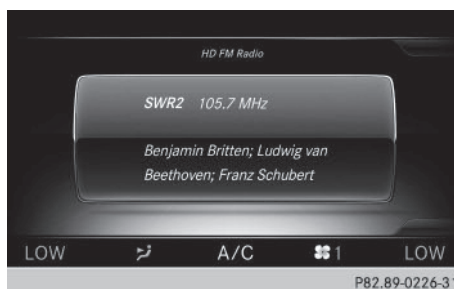 HD FM Radio
SWR2 105.7 MHz
Benjamin Britten; Ludwig van
Beethoven; Franz Schubert
LOW A/C 1 LOW
P82.89-0226-31